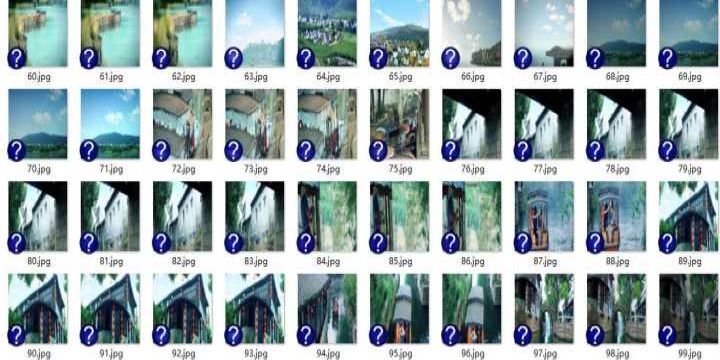 60.jpg 61.jpg 62.jpg 63.jpg 64.jpg 65.jpg 66.jpg 67.jpg 68.jpg 69.jpg
70.jpg 71.jpg 72.jpg 73.jpg 74.jpg 75.jpg 76.jpg 77.jpg 78.jpg 79.jpg
80.jpg 81.jpg 82.jpg 83.jpg 84.jpg 85.jpg 86.jpg 87.jpg 88.jpg 89.jpg
90.jpg 91.jpg 92.jpg 93.jpg 94.jpg 95.jpg 96.jpg 97.jpg 98.jpg 99.jpg